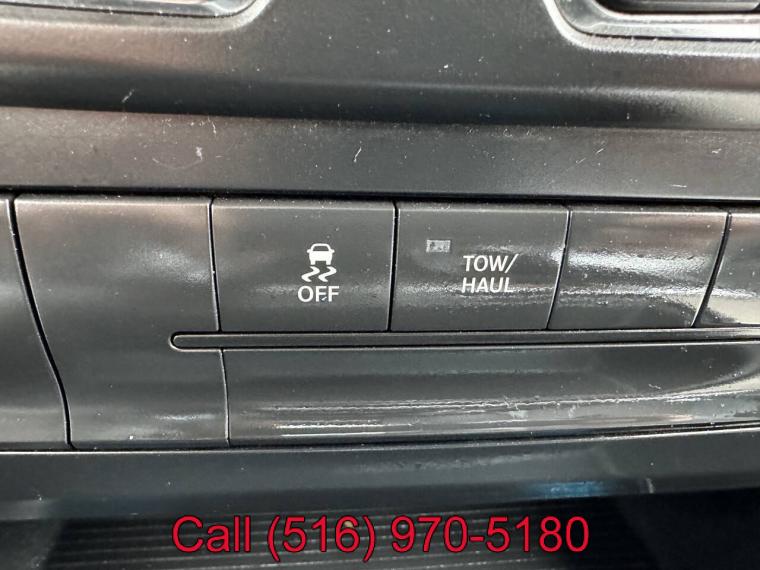 OFF
TOW/
HAUL
Call (516) 970-5180